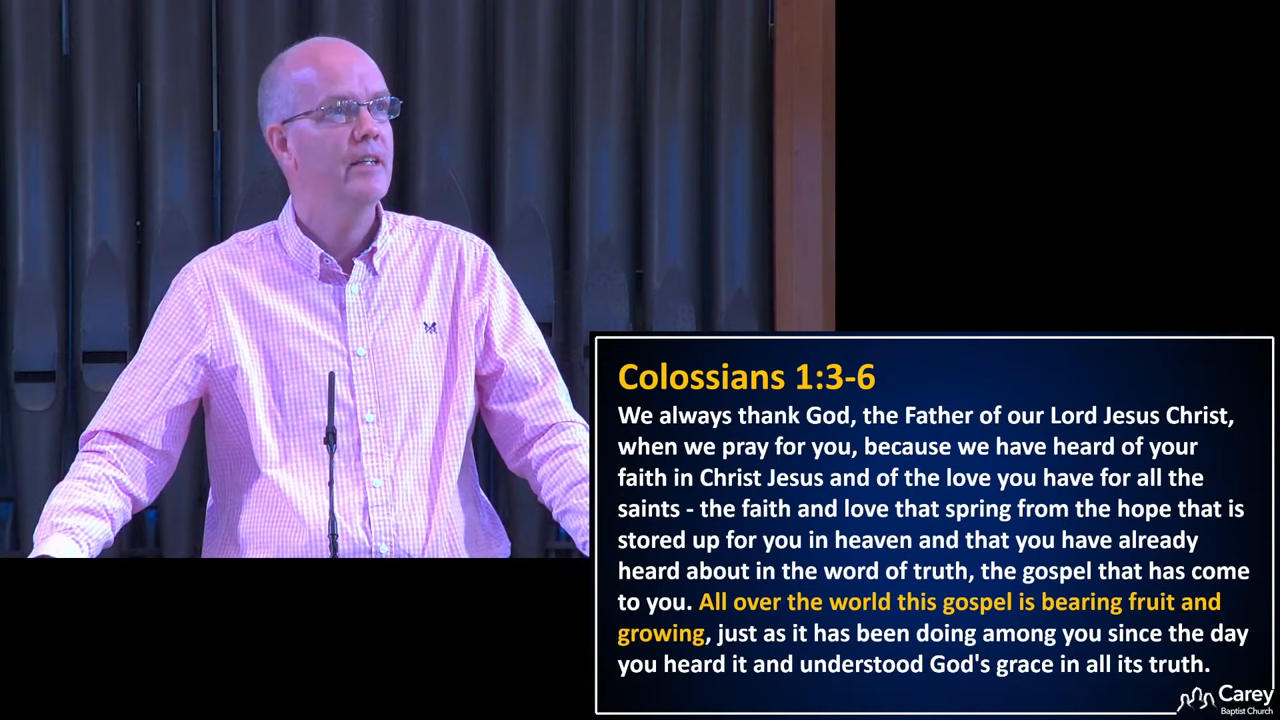 Colossians 1:3-6
We always thank God, the Father of our Lord Jesus Christ,
when we pray for you, because we have heard of your
faith in Christ Jesus and of the love you have for all the
saints - the faith and love that spring from the hope that is
stored up for you in heaven and that you have already
heard about in the word of truth, the gospel that has come
to you. All over the world this gospel is bearing fruit and
growing, just as it has been doing among you since the day
you heard it and understood God's grace in all its truth.
Carey
Baptist Church